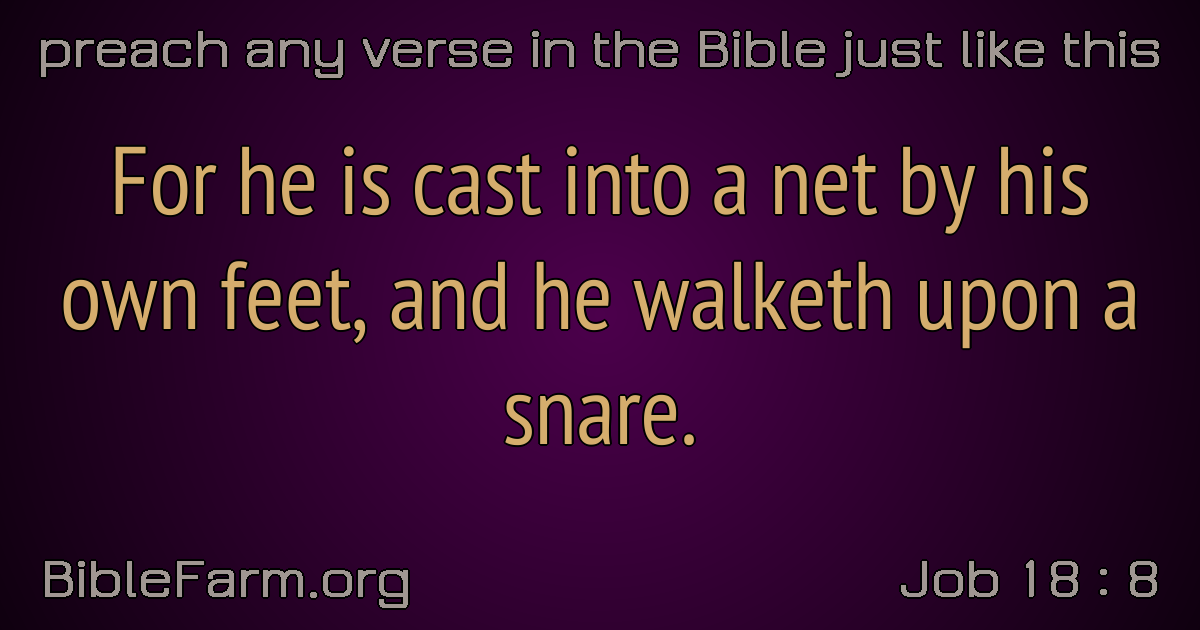 preach any verse in the Bible just like this
For he is cast into a net by his
own feet, and he walketh upon a
snare.
BibleFarm.org
Job 18 : 8